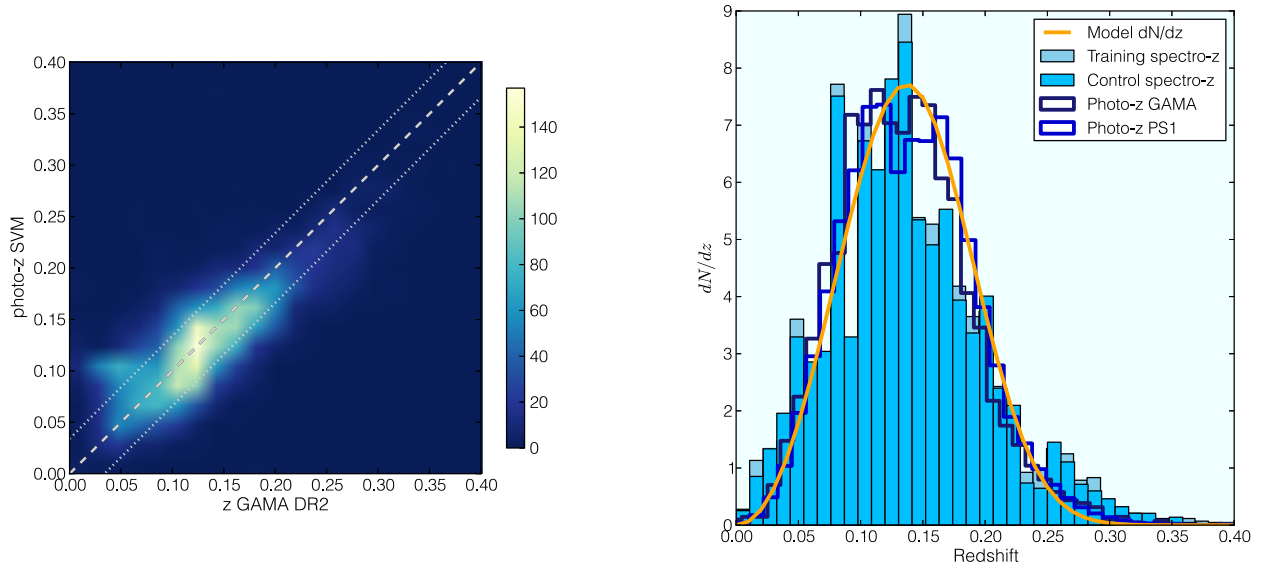 0.00 0.05 0.10 0.15 0.20 0.25 0.30 0.35 0.40
z GAMA DR2
0.00
0.05
0.10
0.15
0.20
0.25
0.30
0.35
0.40
photo-z SVM
140
120
100
80
60
40
20
0
9
8
7
6
5
4
3
2
1
0
dN/dz
Model dN/dz
Training spectro-z
Control spectro-z
Photo-z GAMA
Photo-z PS1
0.00 0.05 0.10 0.15 0.20 0.25 0.30 0.35 0.40
Redshift